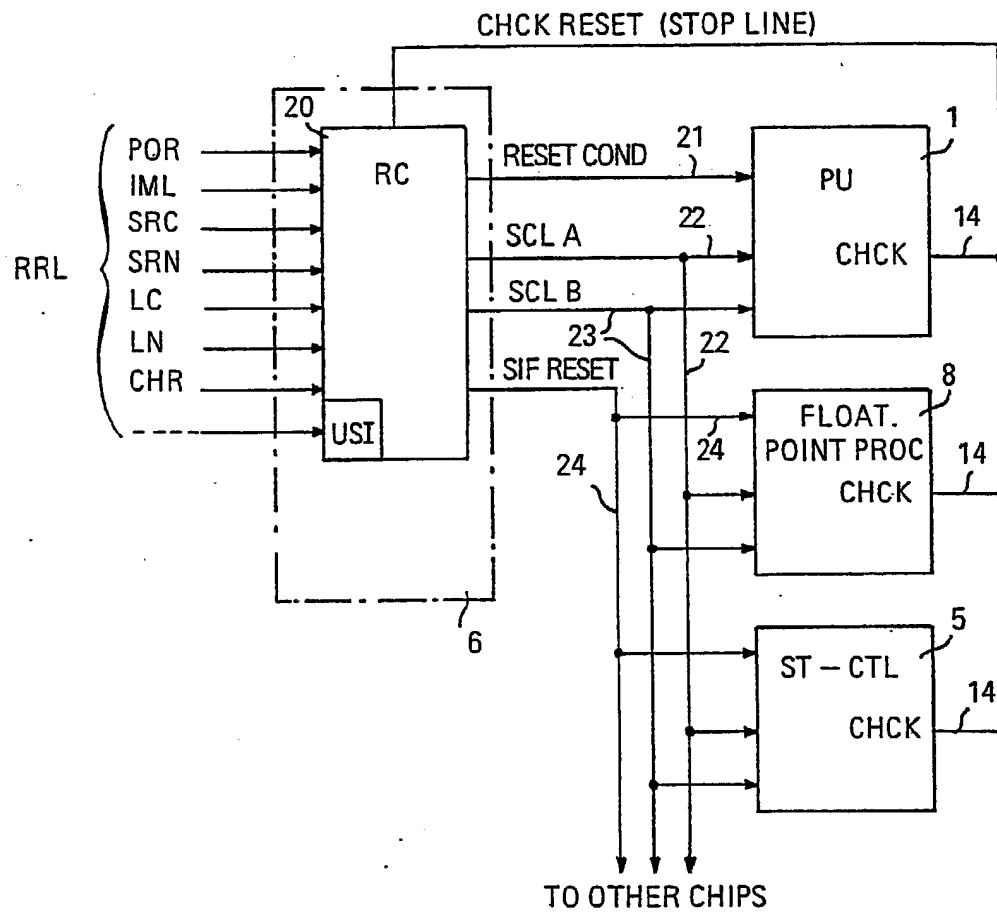 CHCK RESET (STOP LINE)
20
RRL
POR
IML
SRC
SRN
LC
LN
CHR
RC
USI
6
RESET COND
21
SCL A
22
SCL B
23
22
SIF RESET
24
24
1
PU
CHCK
14
8
FLOAT.
POINT PROC
CHCK
14
5
ST – CTL
CHCK
14
TO OTHER CHIPS